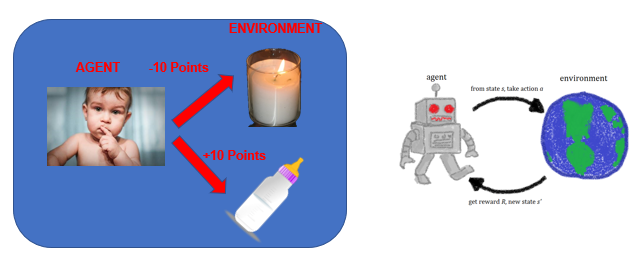 ENVIRONMENT
AGENT
-10 Points
+10 Points
agent
environment
from state s, take action a
get reward R, new state s'